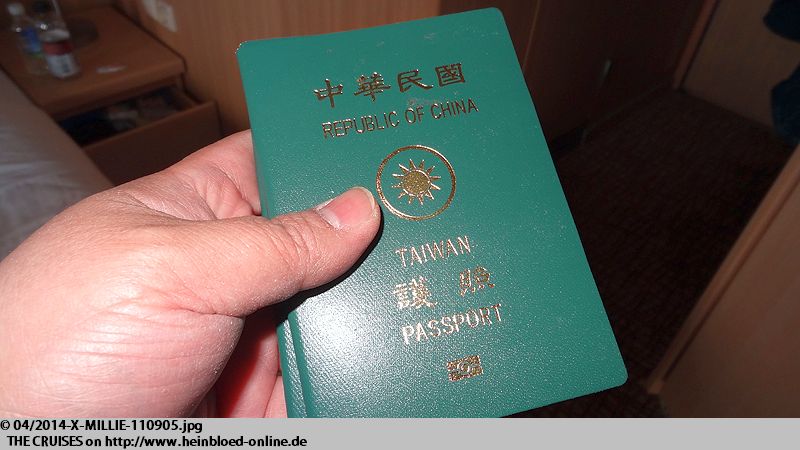 中華民國
REPUBLIC OF CHINA
TAIWAN
護照
PASSPORT
© 04/2014-X-MILLIE-110905.jpg
THE CRUISES on http://www.heinbloed-online.de